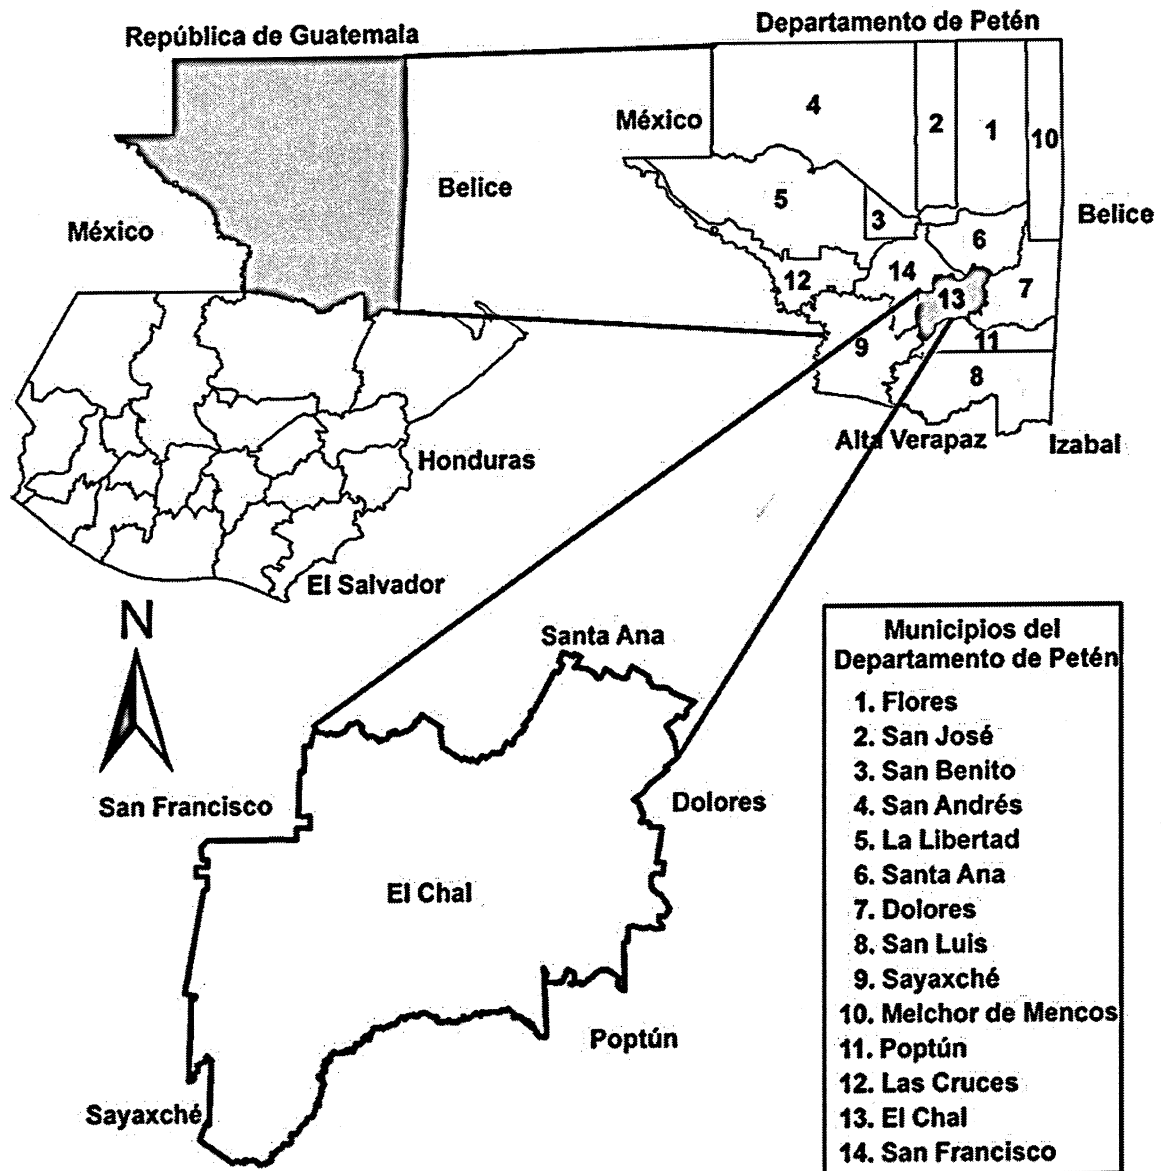 República de Guatemala
Departamento de Petén
México
Belice
México
Belice
4
2
1
10
5
3
6
12
14
13
7
9
11
8
Alta Verapaz
Izabal
Honduras
El Salvador
N
Santa Ana
San Francisco
Dolores
El Chal
Poptún
Sayaxché
Municipios del
Departamento de Petén
1. Flores
2. San José
3. San Benito
4. San Andrés
5. La Libertad
6. Santa Ana
7. Dolores
8. San Luis
9. Sayaxché
10. Melchor de Mencos
11. Poptún
12. Las Cruces
13. El Chal
14. San Francisco